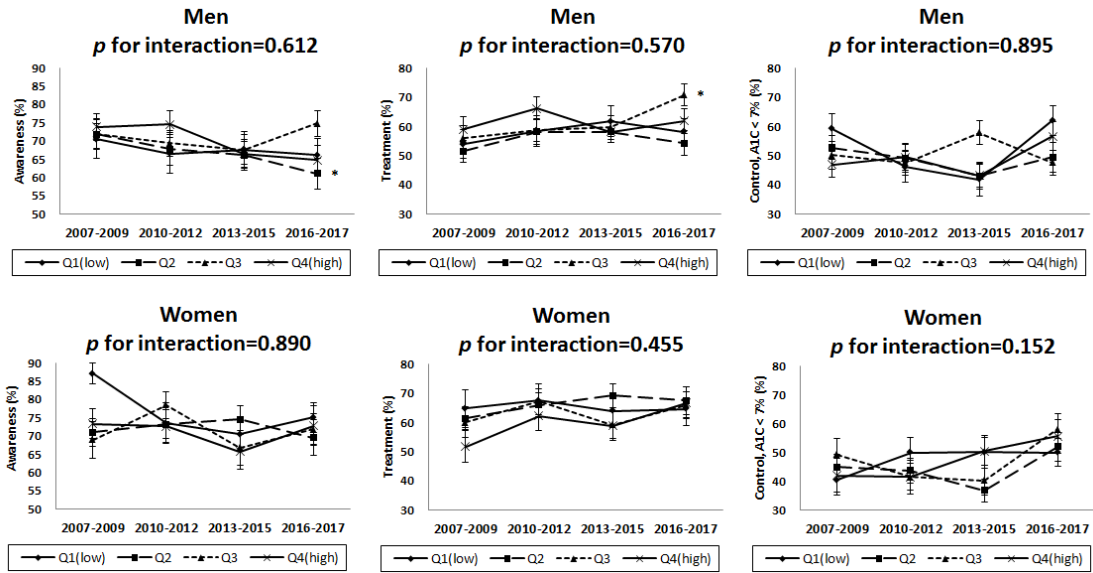 Men
p for interaction=0.612
Awareness (%)
90
85
80
75
70
65
60
55
50
*
2007-2009 2010-2012 2013-2015 2016-2017
Q1(low) Q2 Q3 Q4(high)
Men
p for interaction=0.570
Treatment (%)
80
70
60
50
40
30
*
2007-2009 2010-2012 2013-2015 2016-2017
Q1(low) Q2 Q3 Q4(high)
Men
p for interaction=0.895
Control, A1C < 7% (%)
80
70
60
50
40
30
2007-2009 2010-2012 2013-2015 2016-2017
Q1(low) Q2 Q3 Q4(high)
Women
p for interaction=0.890
Awareness (%)
90
85
80
75
70
65
60
55
50
2007-2009 2010-2012 2013-2015 2016-2017
Q1(low) Q2 Q3 Q4(high)
Women
p for interaction=0.455
Treatment (%)
80
70
60
50
40
30
2007-2009 2010-2012 2013-2015 2016-2017
Q1(low) Q2 Q3 Q4(high)
Women
p for interaction=0.152
Control, A1C < 7% (%)
80
70
60
50
40
30
2007-2009 2010-2012 2013-2015 2016-2017
Q1(low) Q2 Q3 Q4(high)